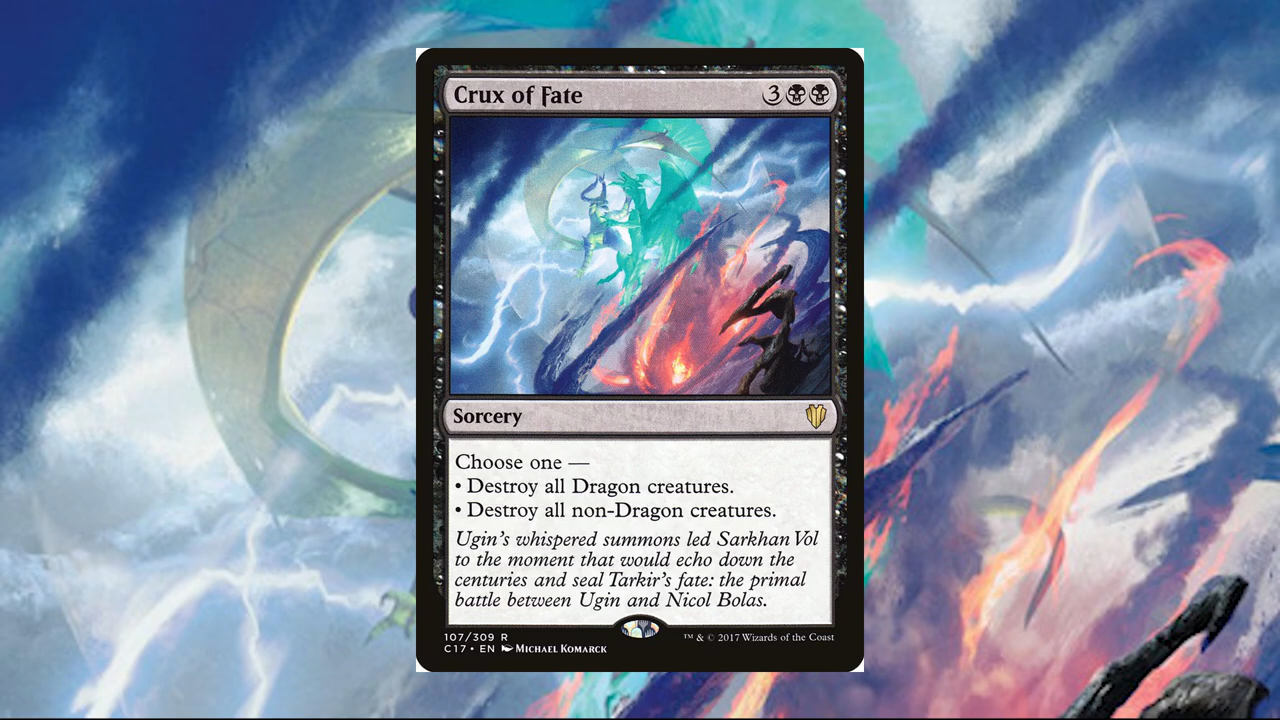 Crux of Fate 3
Sorcery
Choose one —
• Destroy all Dragon creatures.
• Destroy all non-Dragon creatures.
Ugin's whispered summons led Sarkhan Vol
to the moment that would echo down the
centuries and seal Tarkir's fate: the primal
battle between Ugin and Nicol Bolas.
107/309 R
™ & © 2017 Wizards of the Coast
C17 • EN Michael Komarck